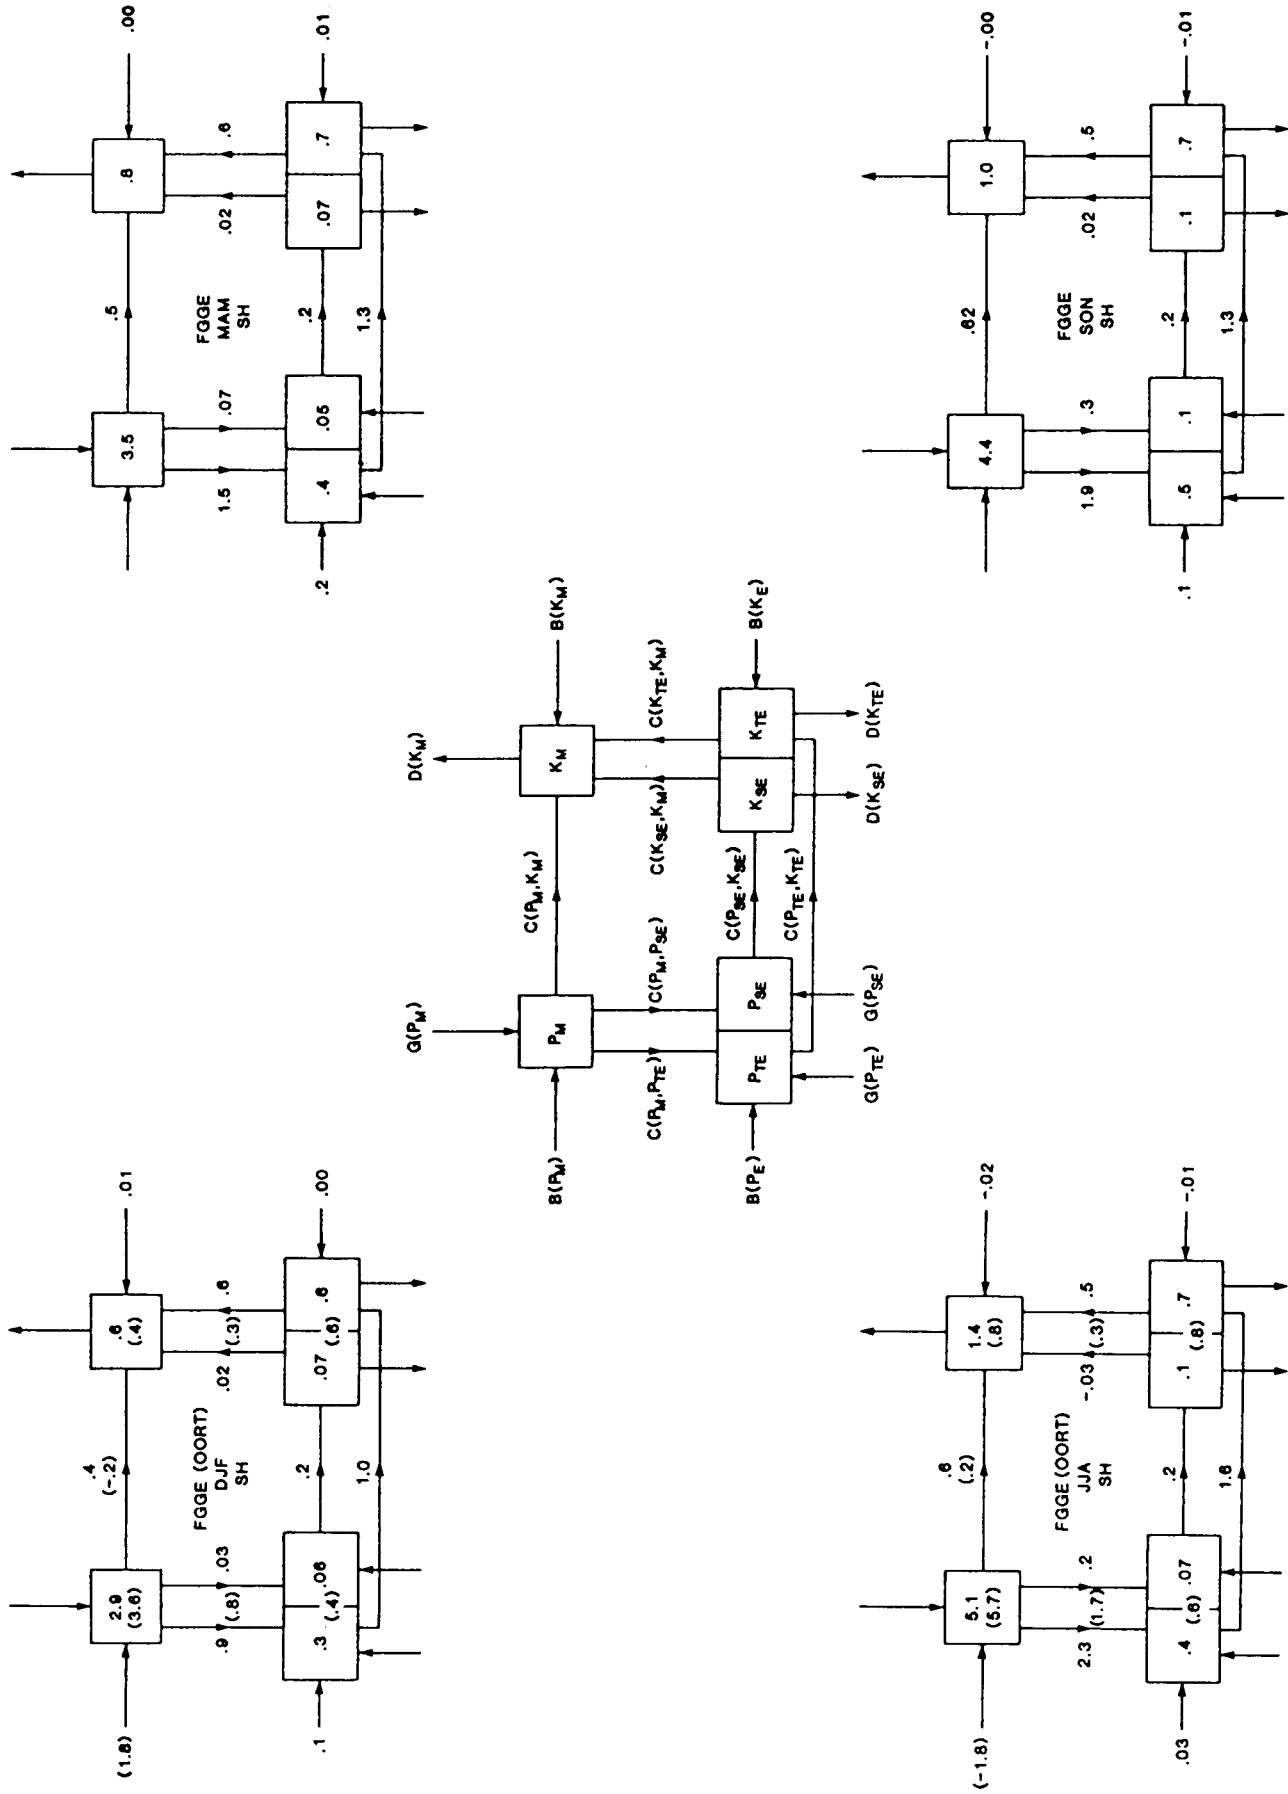 (1.8)
2.9
(3.6)
.4
(-.2)
.6
(.4)
.01
.9
(.8)
.03
FGGE (OORT)
DJF
SH
.02
(.3)
.6
.1
.3
(.4)
.06
.2
.07
(.6)
.6
.00
1.0
3.5
.5
.8
.00
1.5
.07
FGGE
MAM
SH
.02
.6
.2
.4
.05
.2
.07
.7
.01
1.3
G(P_M)
D(K_M)
B(P_M)
P_M
C(P_M,K_M)
K_M
B(K_M)
C(P_M,P_TE)
C(P_M,P_SE)
C(K_SE,K_M)
C(K_TE,K_M)
B(P_E)
P_TE
P_SE
C(P_SE,K_SE)
K_SE
K_TE
B(K_E)
C(P_TE,K_TE)
G(P_TE)
G(P_SE)
D(K_SE)
D(K_TE)
(-1.8)
5.1
(5.7)
.6
(.2)
1.4
(.8)
-.02
2.3
(1.7)
.2
FGGE (OORT)
JJA
SH
-.03
(.3)
.5
.03
.4
(.6)
.07
.2
.1
(.8)
.7
-.01
1.6
4.4
.62
1.0
-.00
1.9
.3
FGGE
SON
SH
.02
.5
.1
.5
.1
.2
.1
.7
-.01
1.3